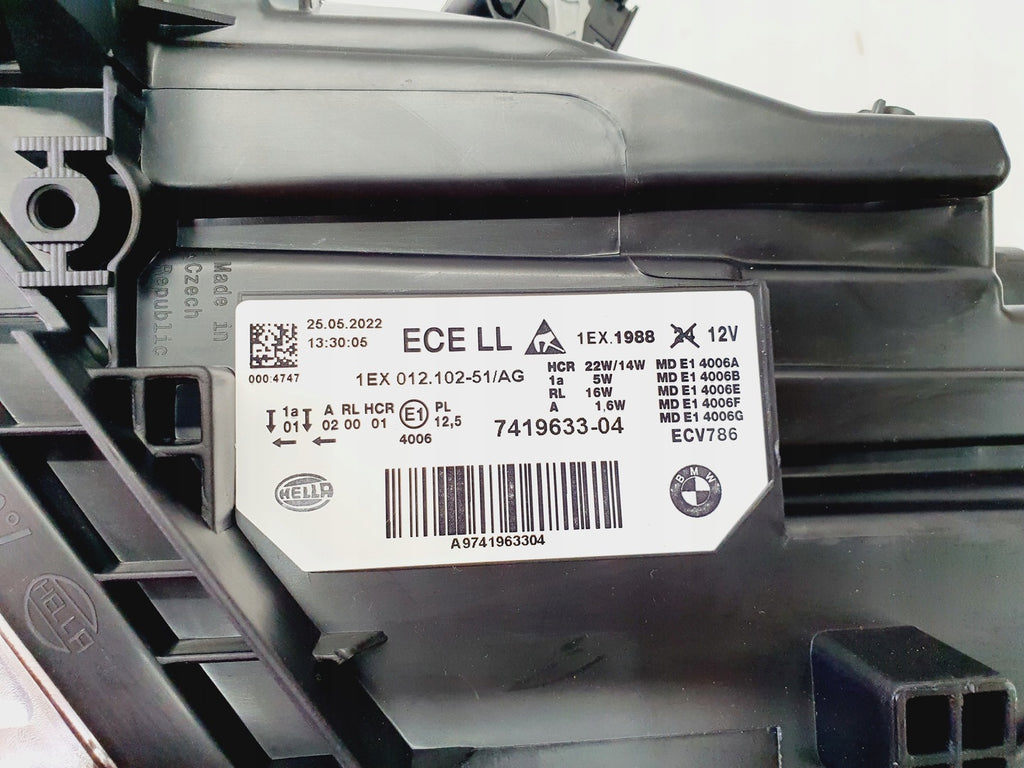 Made in
Czech
Republic
25.05.2022
13:30:05
000 4747
ECE LL
1EX.1988
24 12V
1EX 012.102-51/AG
HCR 22W/14W
1a 5W
RL 16W
A 1,6W
MD E1 4006A
MD E1 4006B
MD E1 4006E
MD E1 4006F
MD E1 4006G
1a A RL HCR E1 PL
01 02 00 01 12,5
4006
7419633-04
ECV786
HELLA
BMW
A9741963304
HELLA